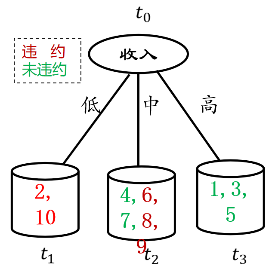 t₀
违 约
未违约
收入
低 中 高
2,
10
4,6,
7,8,
9
1,3,
5
t₁ t₂ t₃